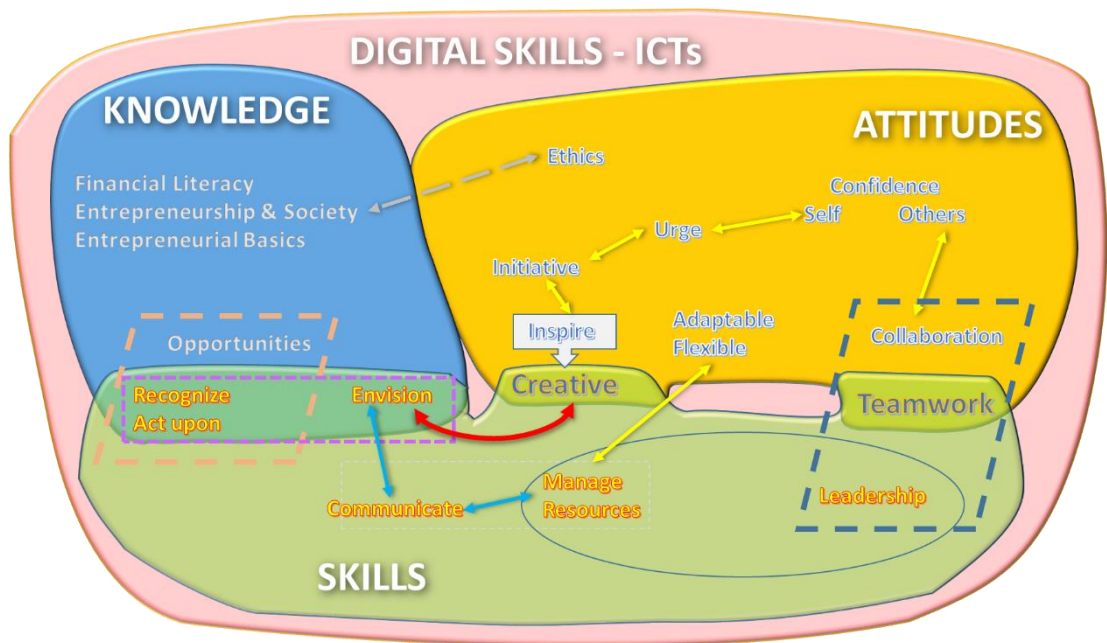 DIGITAL SKILLS - ICTs
KNOWLEDGE
ATTITUDES
Financial Literacy
Entrepreneurship & Society
Entrepreneurial Basics
Ethics
Confidence
Self Others
Urge
Initiative
Inspire
Adaptable
Flexible
Collaboration
Opportunities
Recognize
Act upon
Envision
Creative
Teamwork
Communicate
Manage
Resources
Leadership
SKILLS